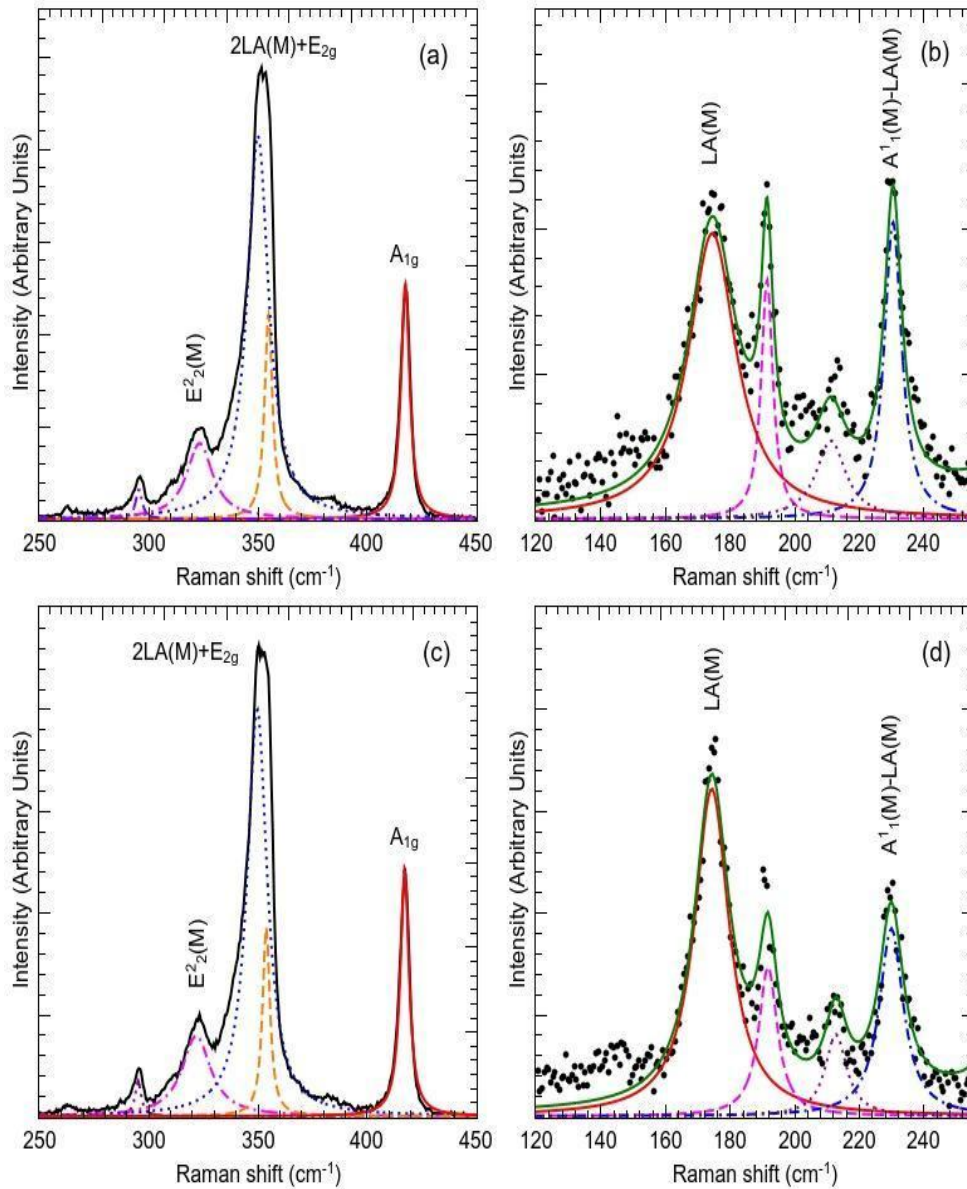 2LA(M)+E₂g
(a)
E²₂(M)
A₁g
Intensity (Arbitrary Units)
250 300 350 400 450
Raman shift (cm⁻¹)
(b)
LA(M)
A¹₁(M)-LA(M)
Intensity (Arbitrary Units)
120 140 160 180 200 220 240
Raman shift (cm⁻¹)
2LA(M)+E₂g
(c)
E²₂(M)
A₁g
Intensity (Arbitrary Units)
250 300 350 400 450
Raman shift (cm⁻¹)
(d)
LA(M)
A¹₁(M)-LA(M)
Intensity (Arbitrary Units)
120 140 160 180 200 220 240
Raman shift (cm⁻¹)